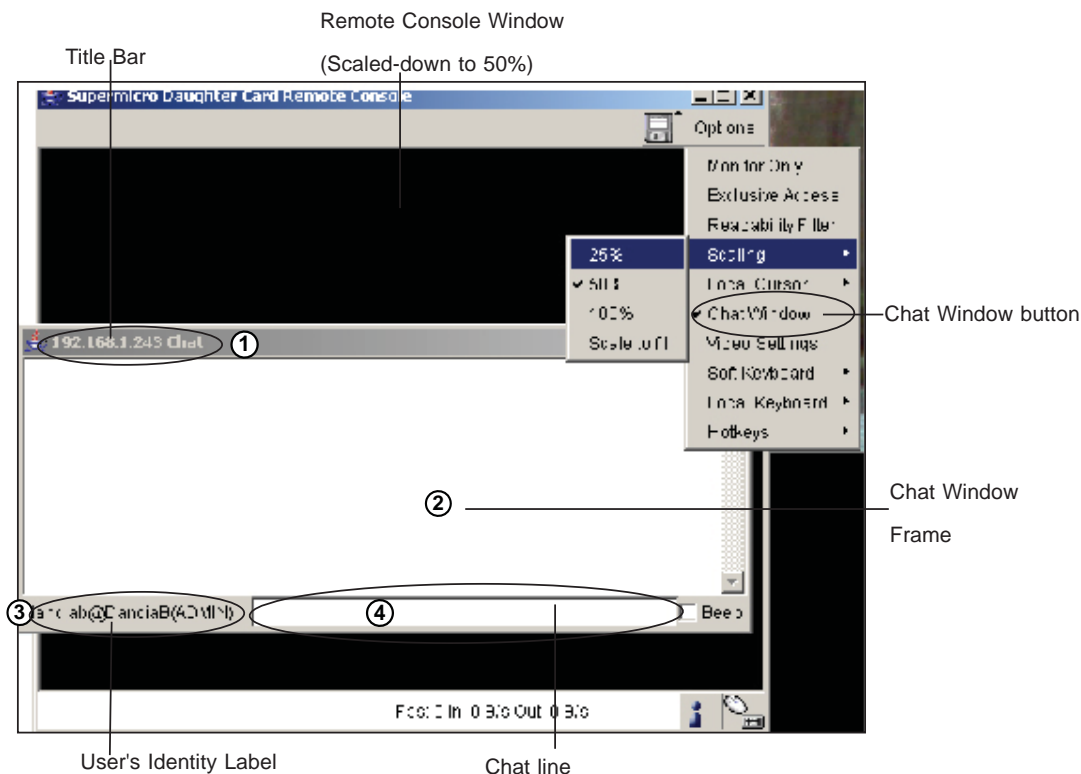 Remote Console Window
(Scaled-down to 50%)
Title Bar
Supermicro Daughter Card Remote Console
Options
Monitor Only
Exclusive Access
Readability Filter
Scaling
25%
50%
100%
Scale to fit
Local Cursor
Chat Window
Chat Window button
192.168.1.243 Chat
1
Video Settings
Soft Keyboard
Local Keyboard
Hotkeys
2
Chat Window
Frame
3
4
Beep
In: 0 B/s Out: 0 B/s
User's Identity Label
Chat line